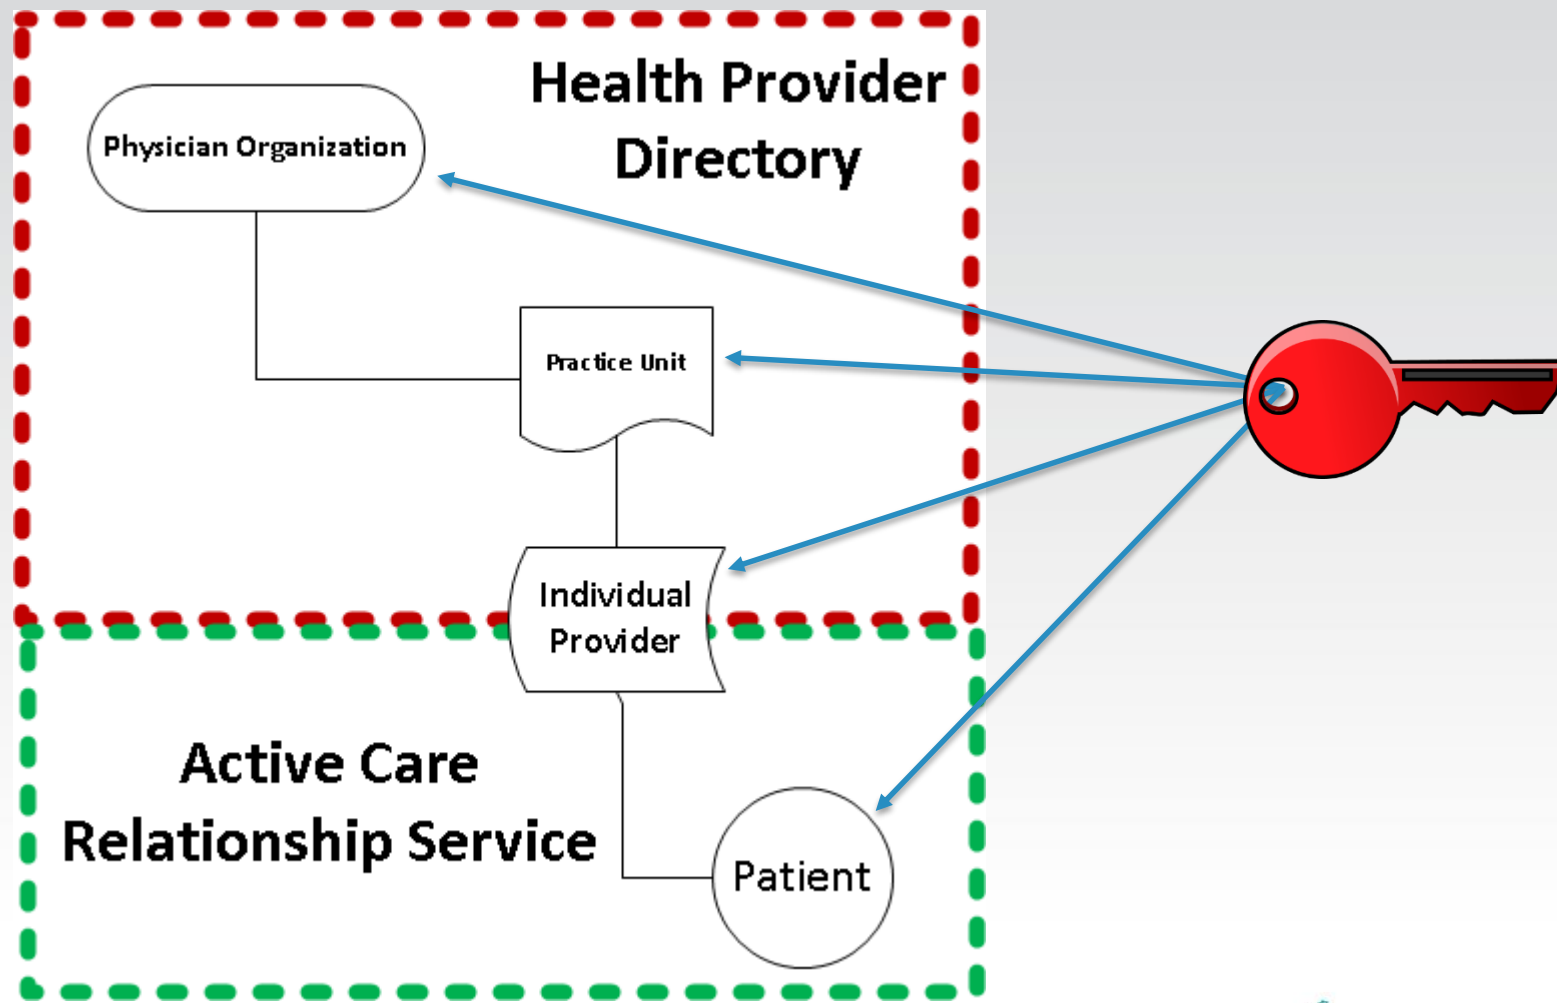 Health Provider
Directory
Physician Organization
Practice Unit
Individual
Provider
Active Care
Relationship Service
Patient